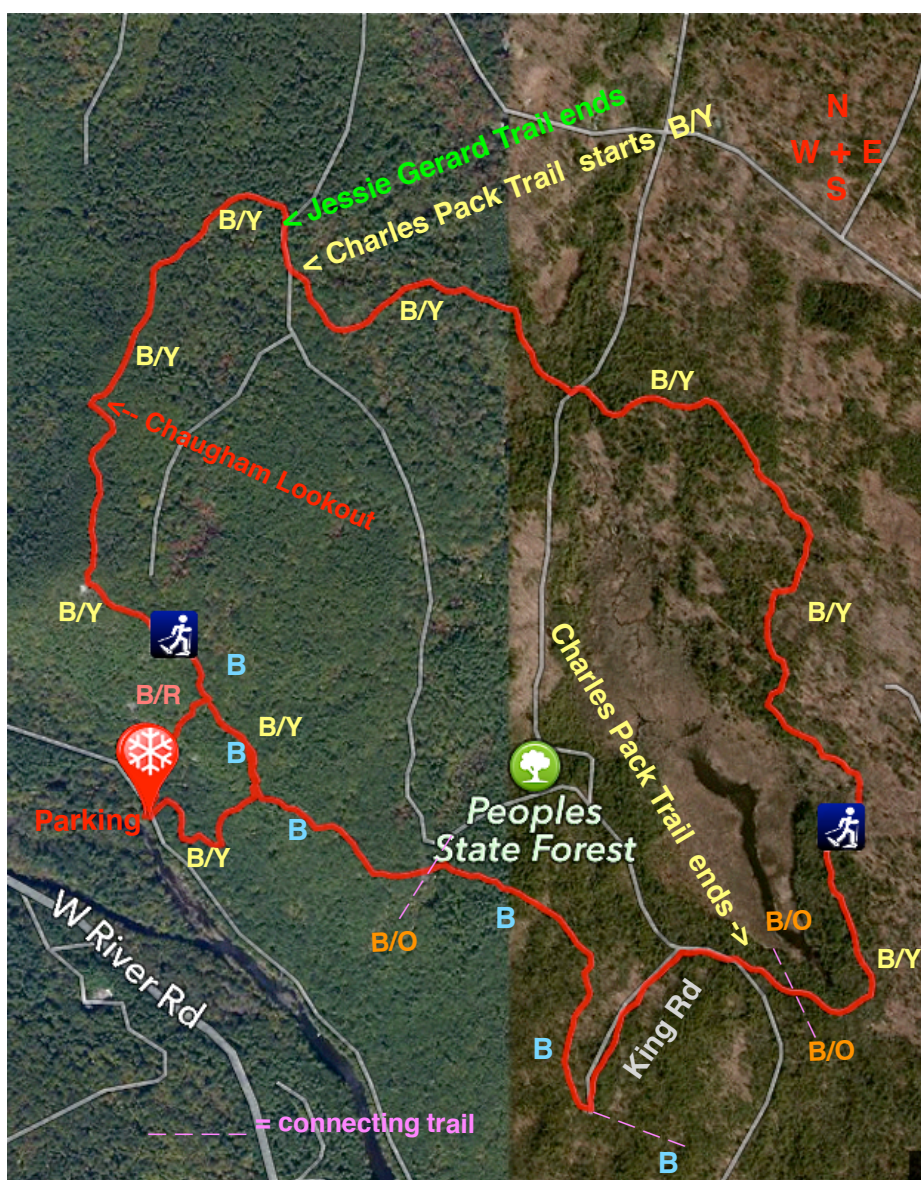 < Jessie Gerard Trail ends
< Charles Pack Trail starts B/Y
N
W + E
S
B/Y
B/Y
B/Y
B/Y
<-- Chaugham Lookout
B/Y
B/Y
B
B/R
B/Y
B
Parking
B/Y
B
Peoples
State Forest
Charles Pack Trail ends ->
B/O
B
B/O
B/Y
W River Rd
B
King Rd
B/O
= connecting trail
B